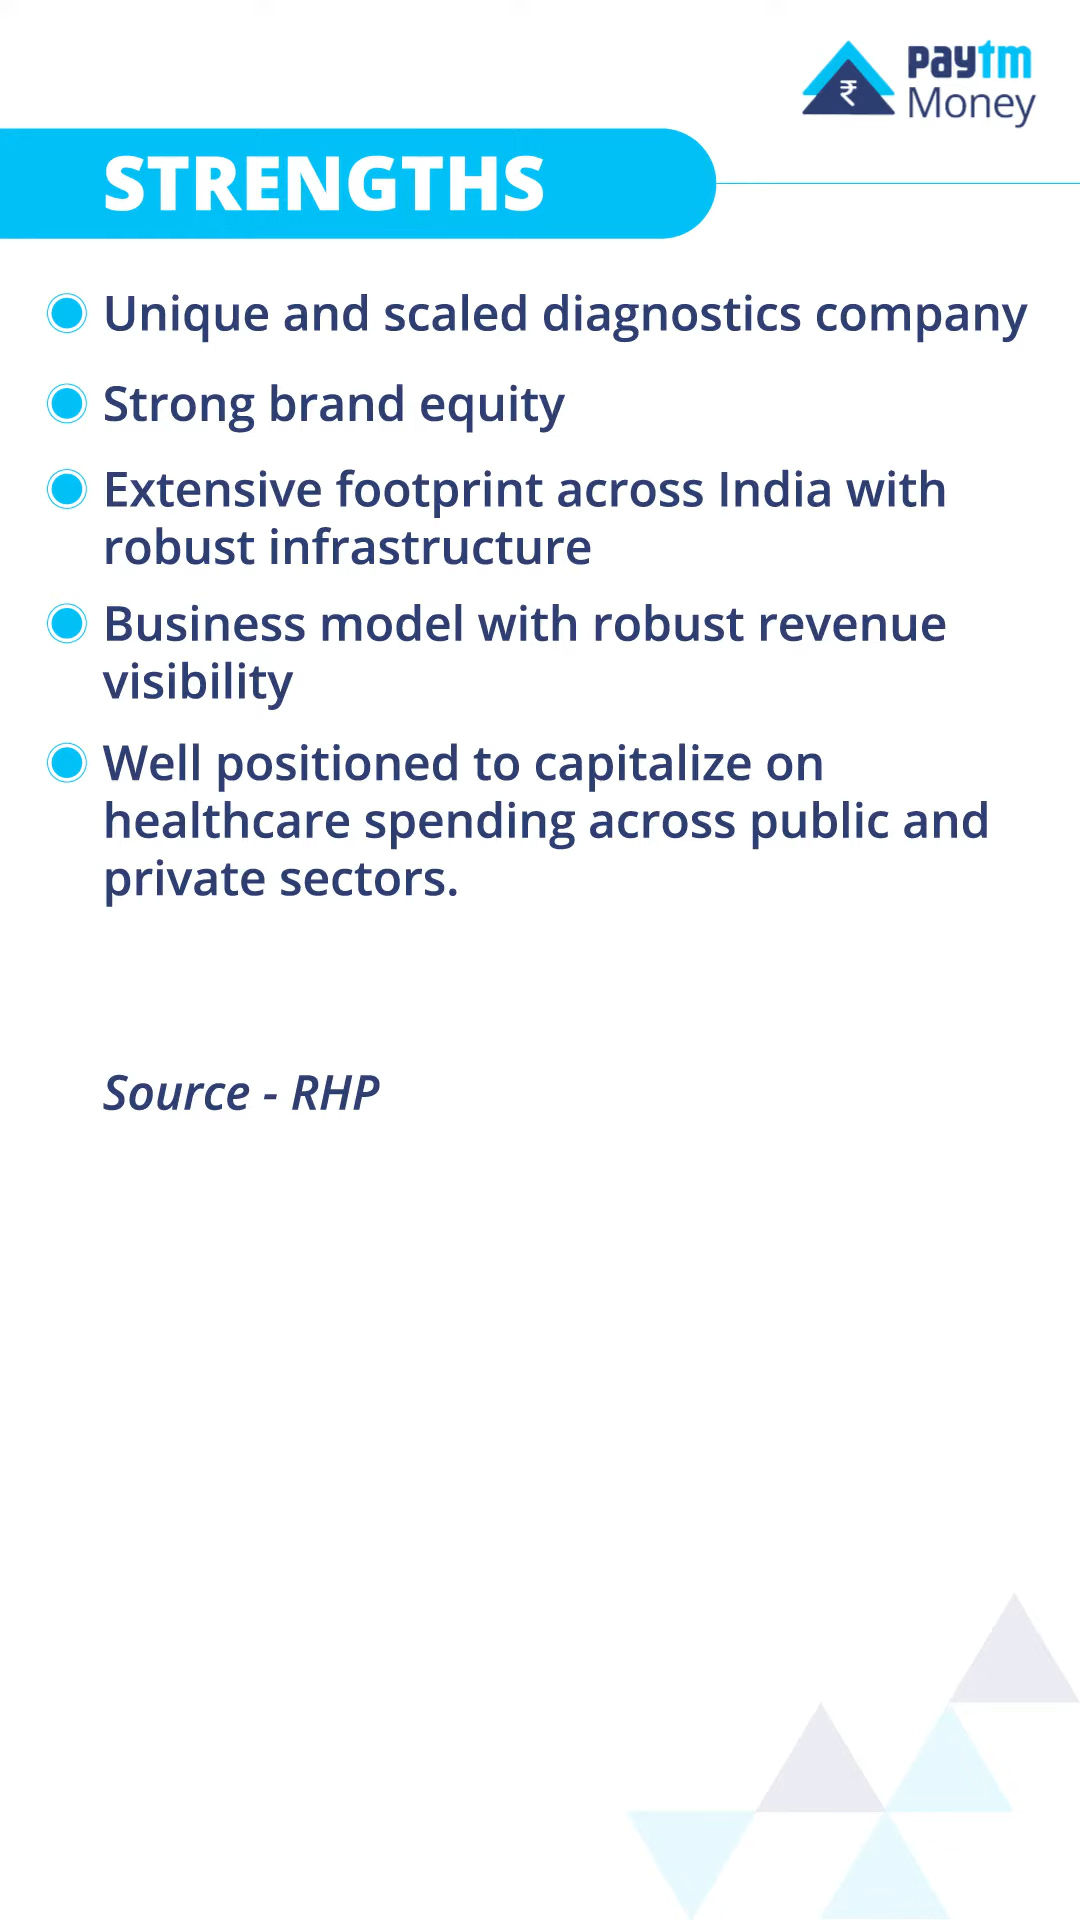 paytm
Money
₹
STRENGTHS
Unique and scaled diagnostics company
Strong brand equity
Extensive footprint across India with
robust infrastructure
Business model with robust revenue
visibility
Well positioned to capitalize on
healthcare spending across public and
private sectors.
Source - RHP